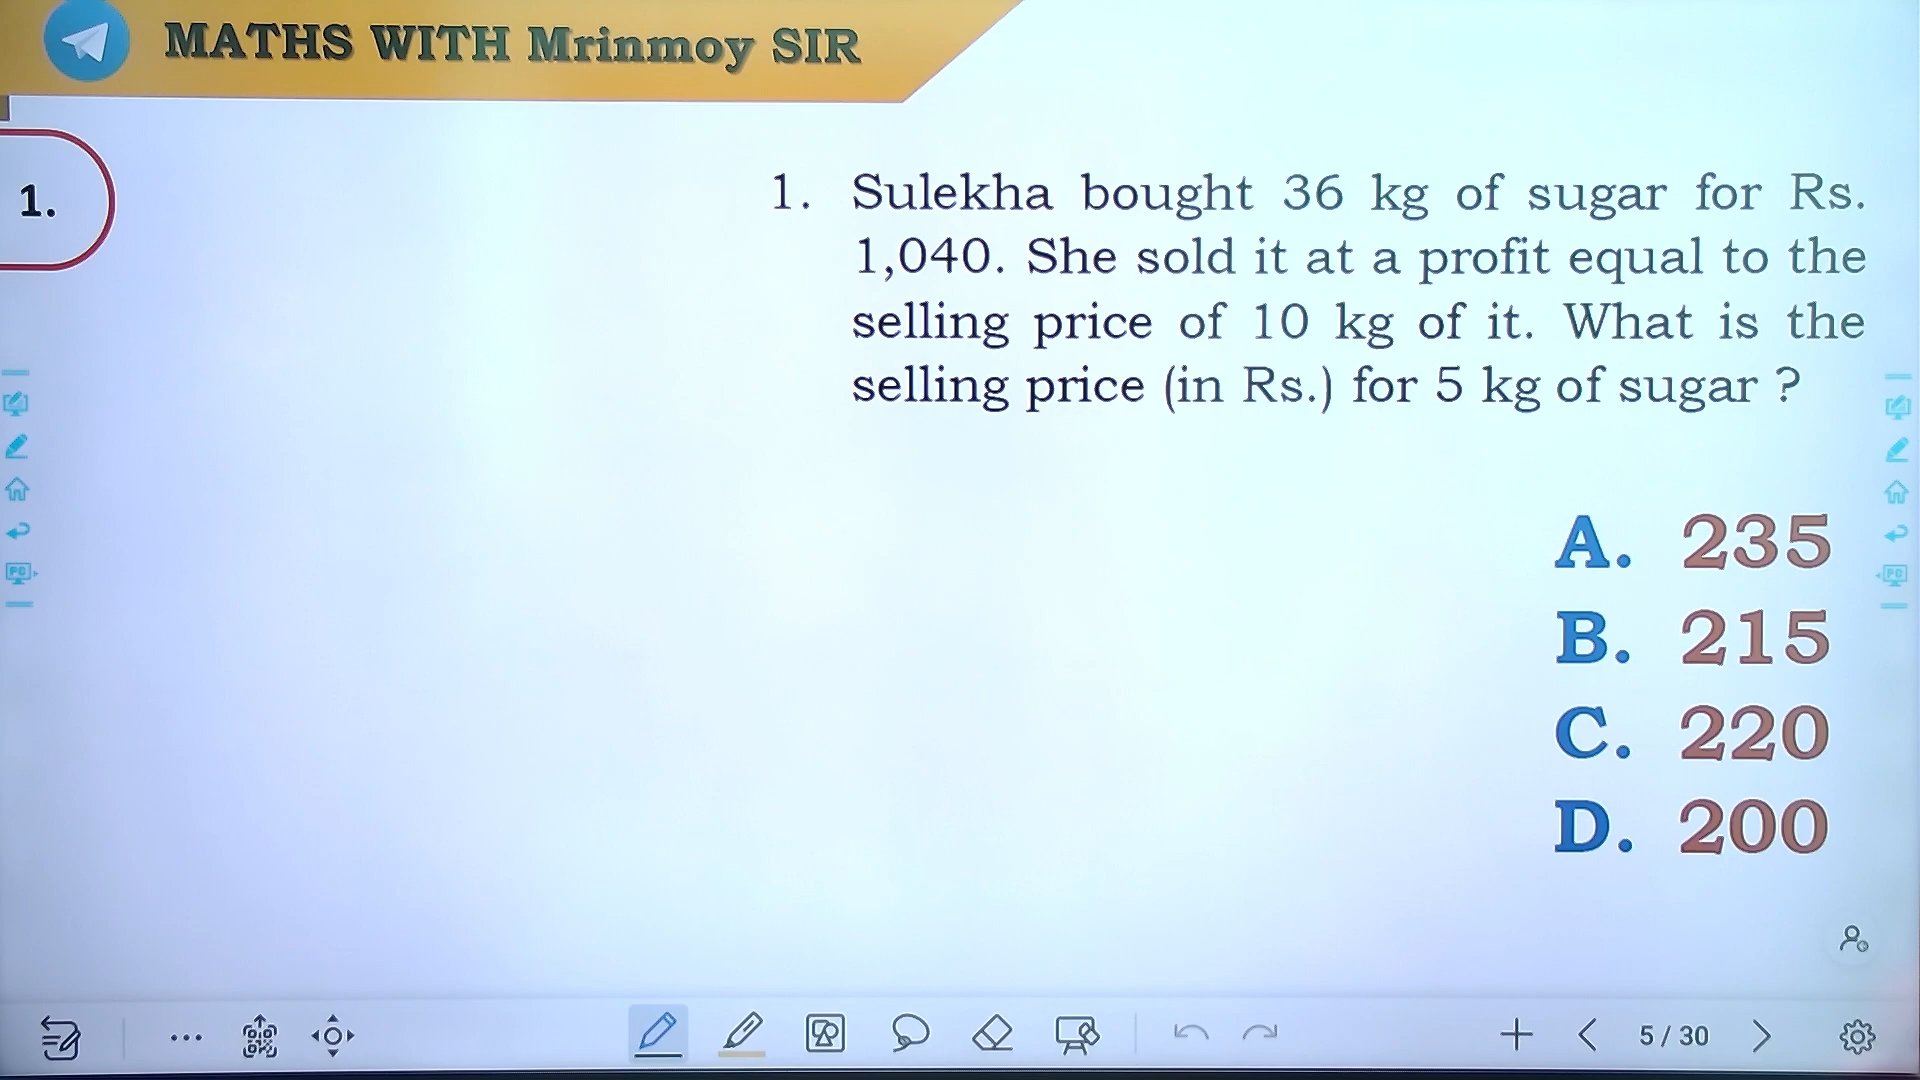 MATHS WITH Mrinmoy SIR
1.
1. Sulekha bought 36 kg of sugar for Rs.
1,040. She sold it at a profit equal to the
selling price of 10 kg of it. What is the
selling price (in Rs.) for 5 kg of sugar ?
A. 235
B. 215
C. 220
D. 200
PC
PC
5 / 30